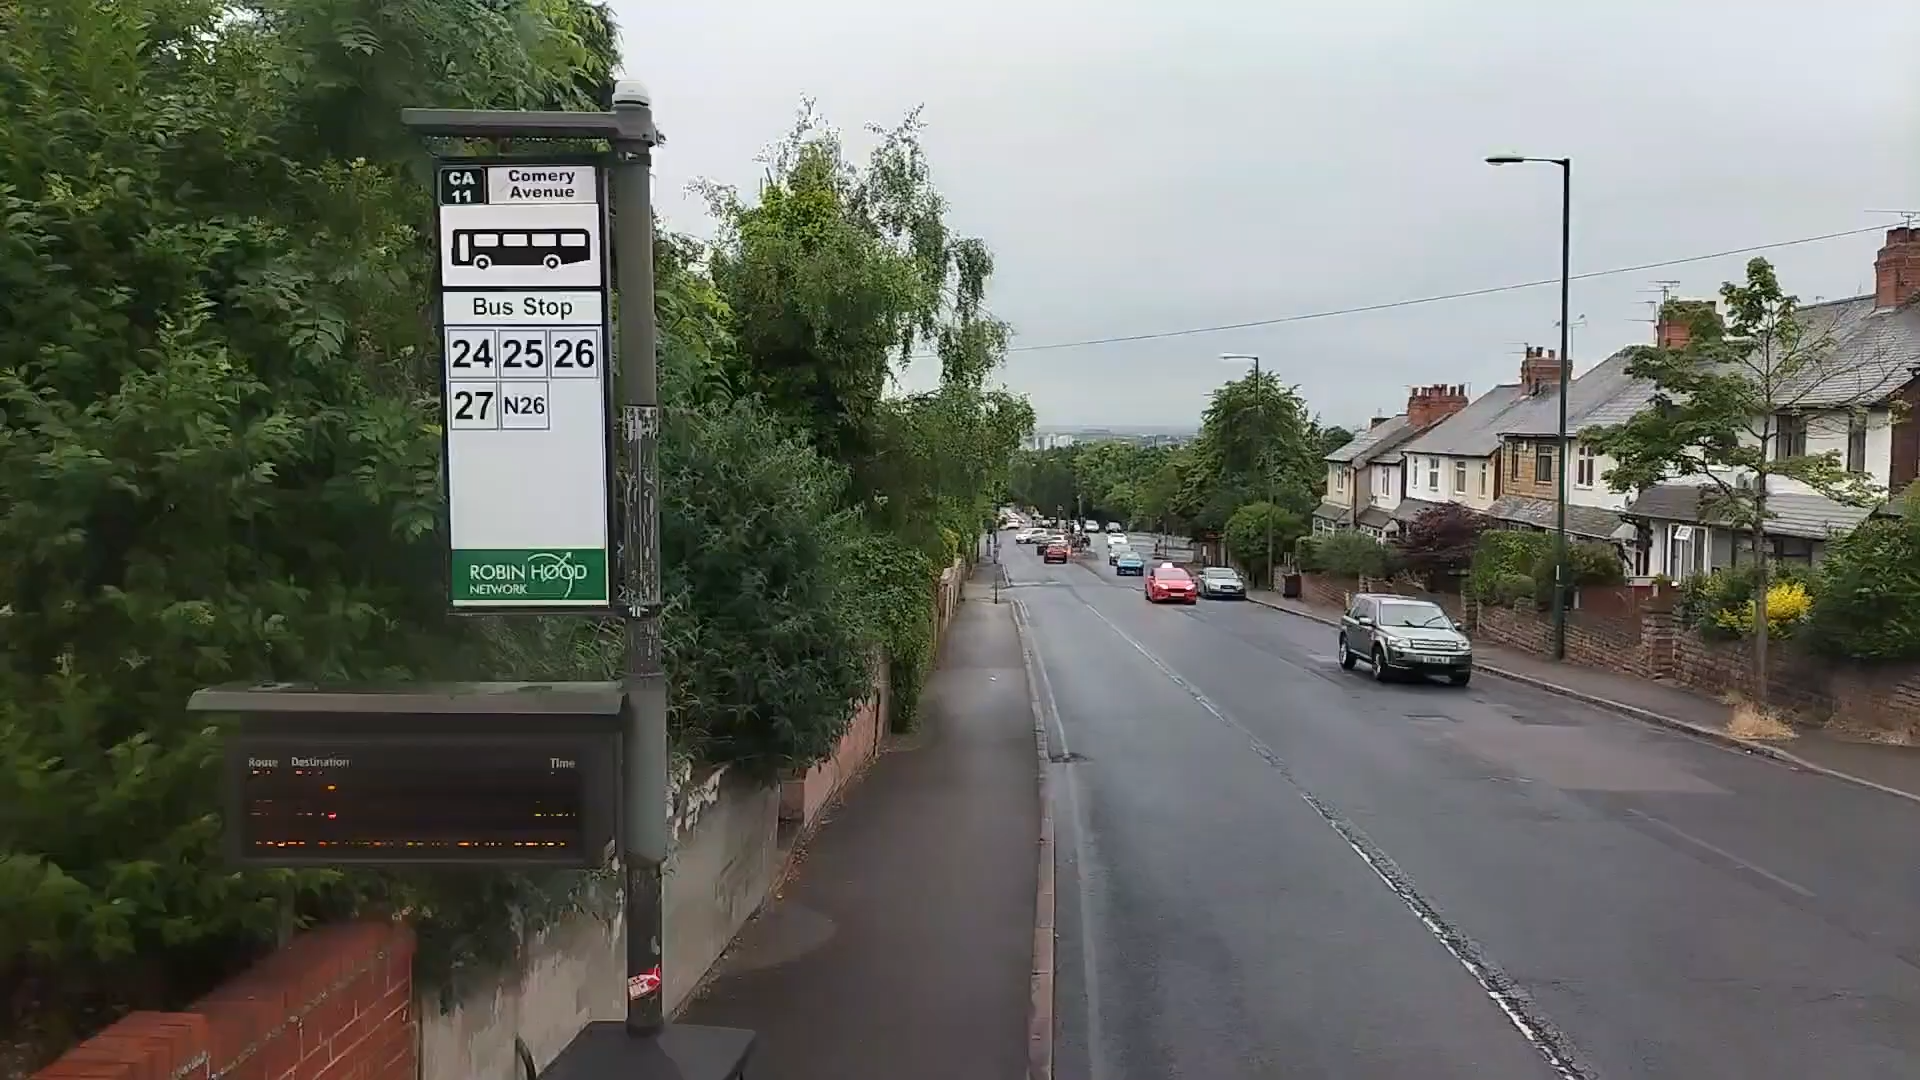 CA
11
Comery
Avenue
Bus Stop
24 25 26
27 N26
ROBIN HOOD
NETWORK
Route Destination Time